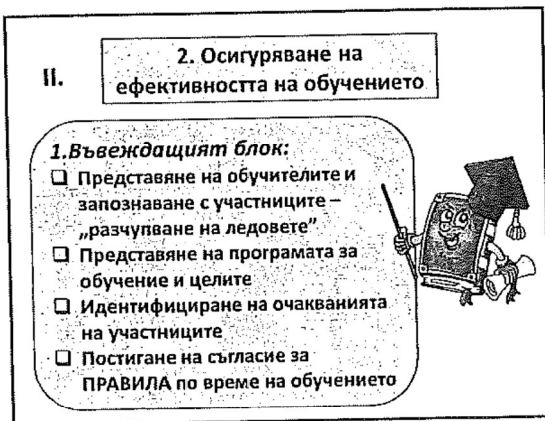 II.
2. Осигуряване на
ефективността на обучението
1.Въвеждащият блок:
❑ Представяне на обучителите и
запознаване с участниците –
„разчупване на ледовете”
❑ Представяне на програмата за
обучение и целите
❑ Идентифициране на очакванията
на участниците
❑ Постигане на съгласие за
ПРАВИЛА по време на обучението